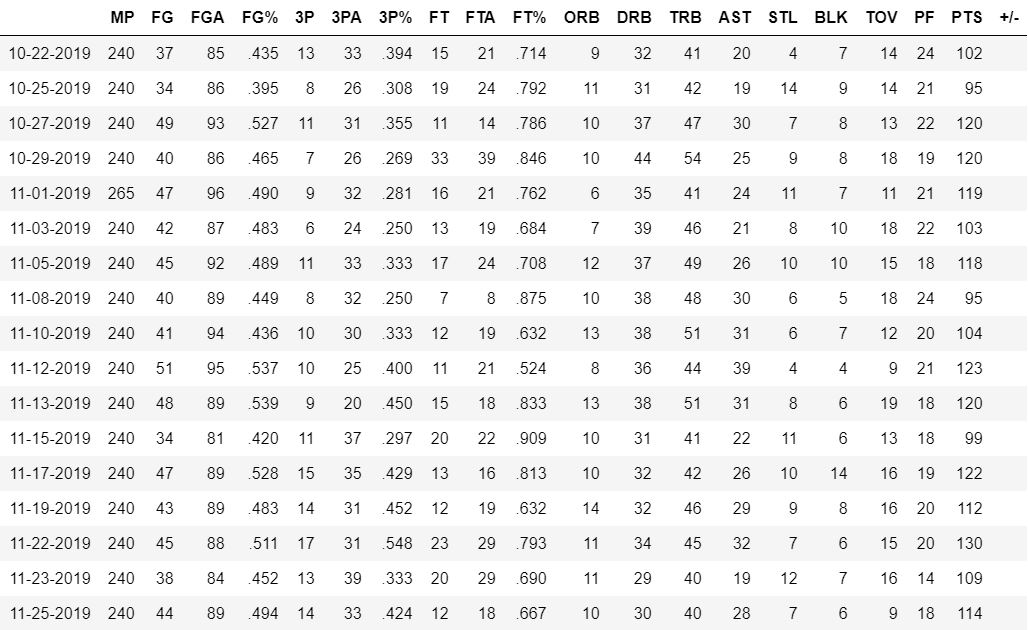 MP FG FGA FG% 3P 3PA 3P% FT FTA FT% ORB DRB TRB AST STL BLK TOV PF PTS +/-
10-22-2019 240 37 85 .435 13 33 .394 15 21 .714 9 32 41 20 4 7 14 24 102
10-25-2019 240 34 86 .395 8 26 .308 19 24 .792 11 31 42 19 14 9 14 21 95
10-27-2019 240 49 93 .527 11 31 .355 11 14 .786 10 37 47 30 7 8 13 22 120
10-29-2019 240 40 86 .465 7 26 .269 33 39 .846 10 44 54 25 9 8 18 19 120
11-01-2019 265 47 96 .490 9 32 .281 16 21 .762 6 35 41 24 11 7 11 21 119
11-03-2019 240 42 87 .483 6 24 .250 13 19 .684 7 39 46 21 8 10 18 22 103
11-05-2019 240 45 92 .489 11 33 .333 17 24 .708 12 37 49 26 10 10 15 18 118
11-08-2019 240 40 89 .449 8 32 .250 7 8 .875 10 38 48 30 6 5 18 24 95
11-10-2019 240 41 94 .436 10 30 .333 12 19 .632 13 38 51 31 6 7 12 20 104
11-12-2019 240 51 95 .537 10 25 .400 11 21 .524 8 36 44 39 4 4 9 21 123
11-13-2019 240 48 89 .539 9 20 .450 15 18 .833 13 38 51 31 8 6 19 18 120
11-15-2019 240 34 81 .420 11 37 .297 20 22 .909 10 31 41 22 11 6 13 18 99
11-17-2019 240 47 89 .528 15 35 .429 13 16 .813 10 32 42 26 10 14 16 19 122
11-19-2019 240 43 89 .483 14 31 .452 12 19 .632 14 32 46 29 9 8 16 20 112
11-22-2019 240 45 88 .511 17 31 .548 23 29 .793 11 34 45 32 7 6 15 20 130
11-23-2019 240 38 84 .452 13 39 .333 20 29 .690 11 29 40 19 12 7 16 14 109
11-25-2019 240 44 89 .494 14 33 .424 12 18 .667 10 30 40 28 7 6 9 18 114